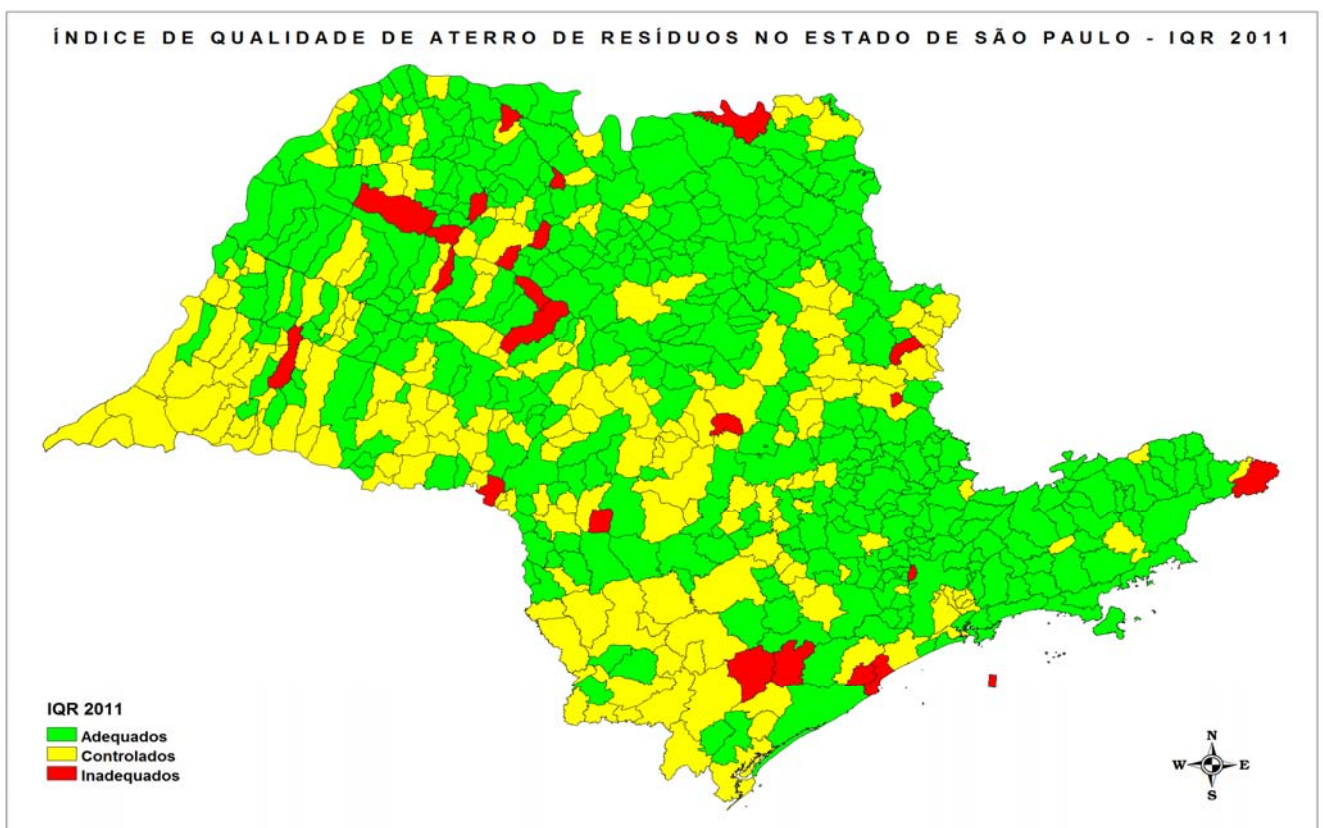 ÍNDICE DE QUALIDADE DE ATERRO DE RESÍDUOS NO ESTADO DE SÃO PAULO - IQR 2011
IQR 2011
Adequados
Controlados
Inadequados
N
W E
S